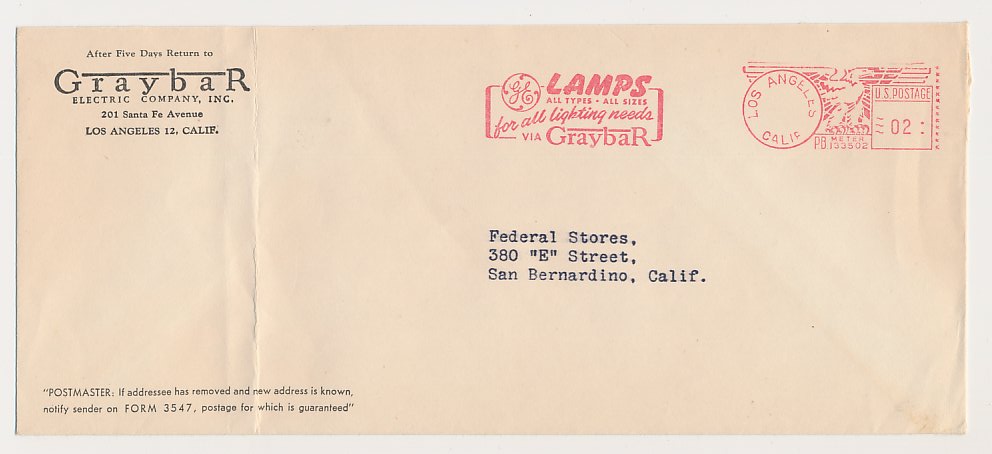 After Five Days Return to
GraybaR
ELECTRIC COMPANY, INC.
201 Santa Fe Avenue
LOS ANGELES 12, CALIF.
GE LAMPS
ALL TYPES • ALL SIZES
for all lighting needs
VIA GraybaR
LOS ANGELES
CALIF
U.S. POSTAGE
02
PB METER
133502
Federal Stores,
380 "E" Street,
San Bernardino, Calif.
"POSTMASTER: If addressee has removed and new address is known,
notify sender on FORM 3547, postage for which is guaranteed"